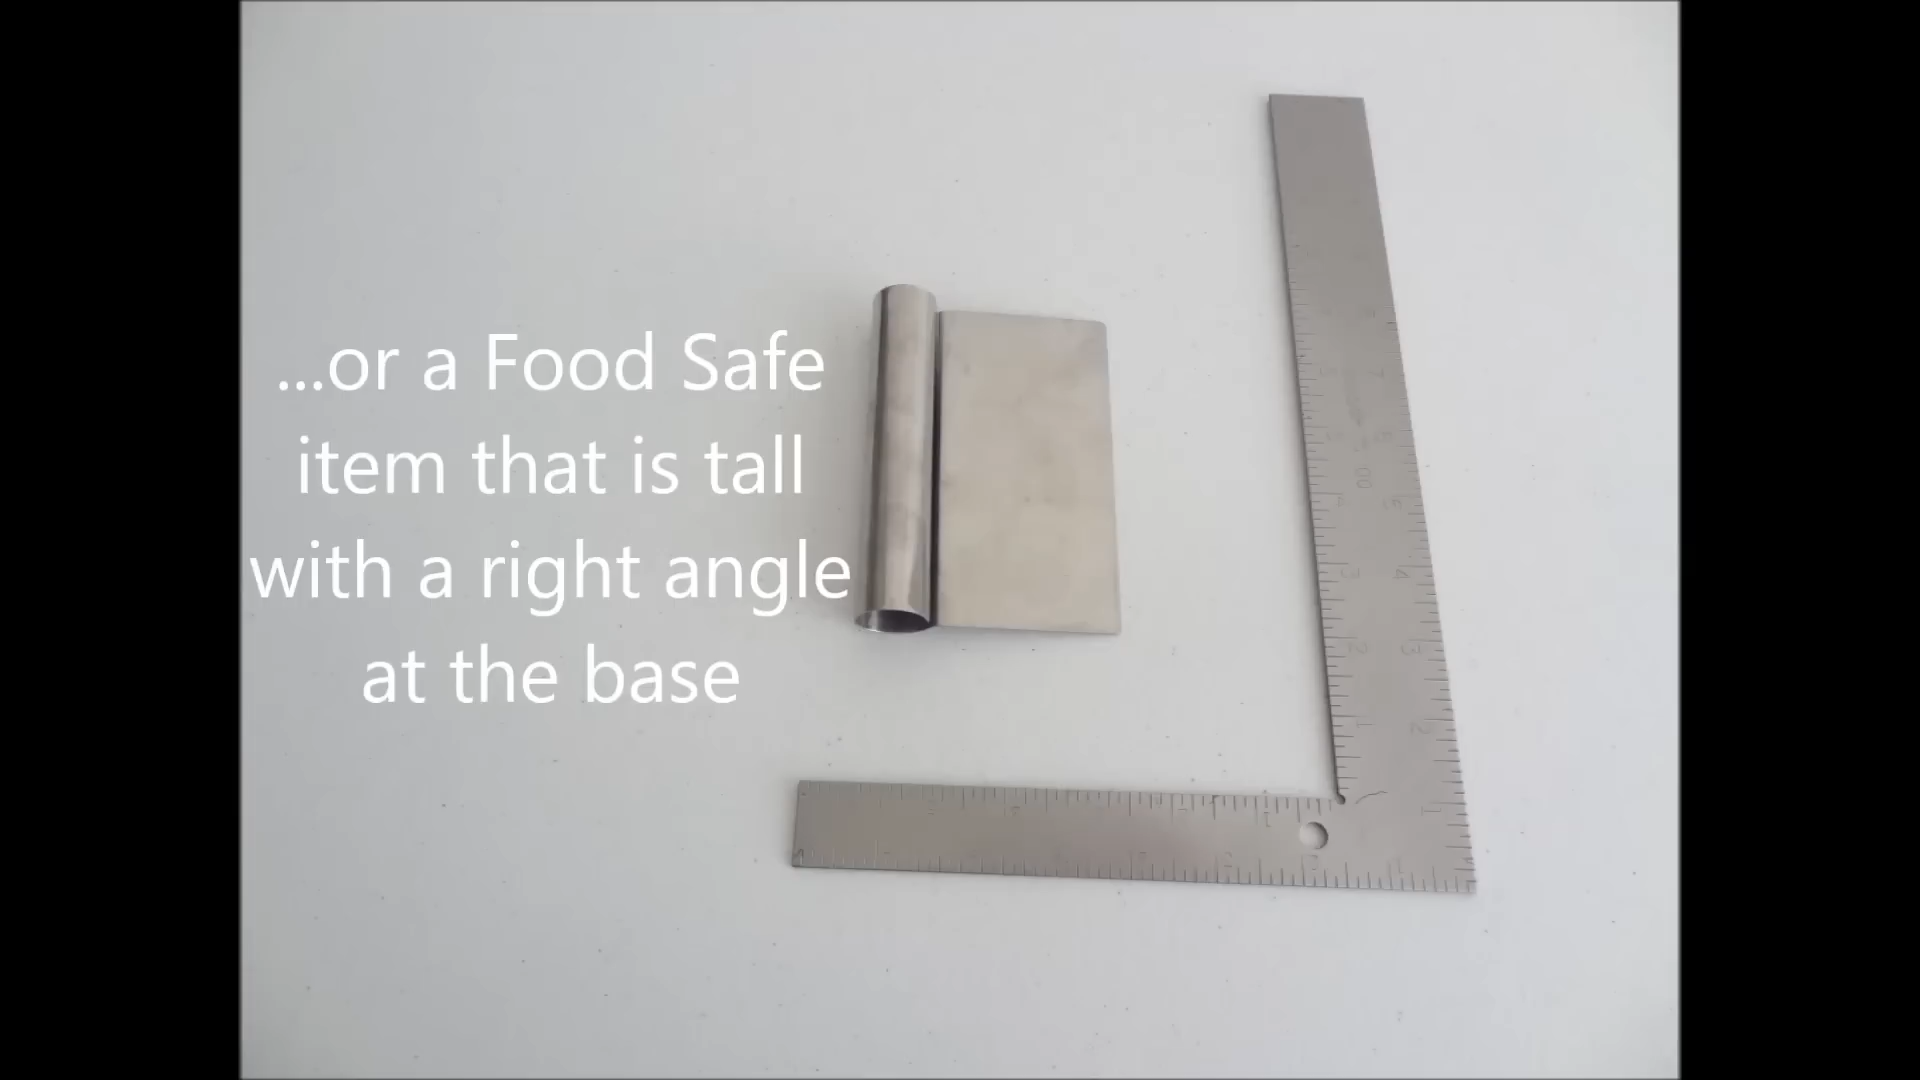 ...or a Food Safe
item that is tall
with a right angle
at the base